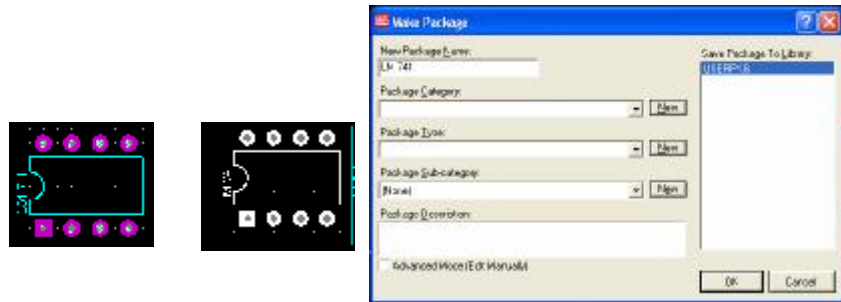 Make Package
New Package Name:
LM 741
Save Package To Library:
USERPKG
Package Category:
New
Package Type:
New
Package Sub-category:
(None)
New
Package Description:
Advanced Mode (Edit Manually)
OK
Cancel